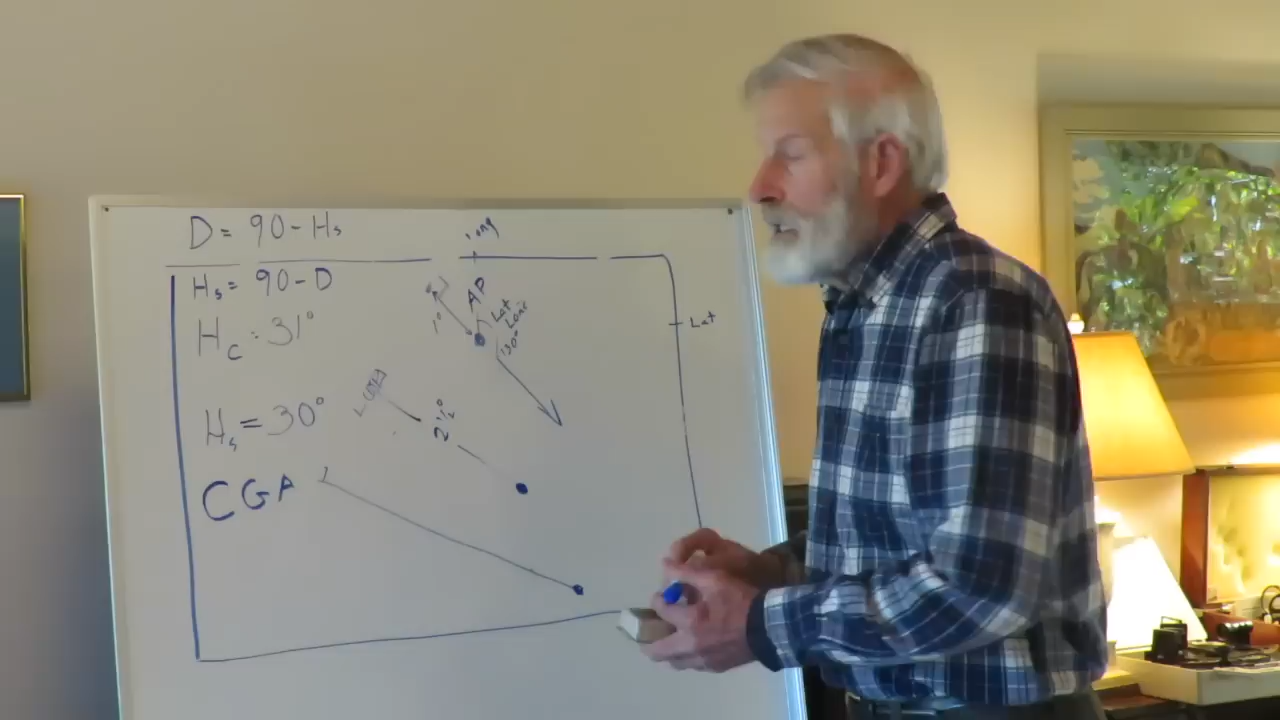 D = 90 - Hs
Long
Hs = 90 - D
AP
Lat
Long
1°
130°
Lat
Hc = 31°
2½°
Hs = 30°
CGA